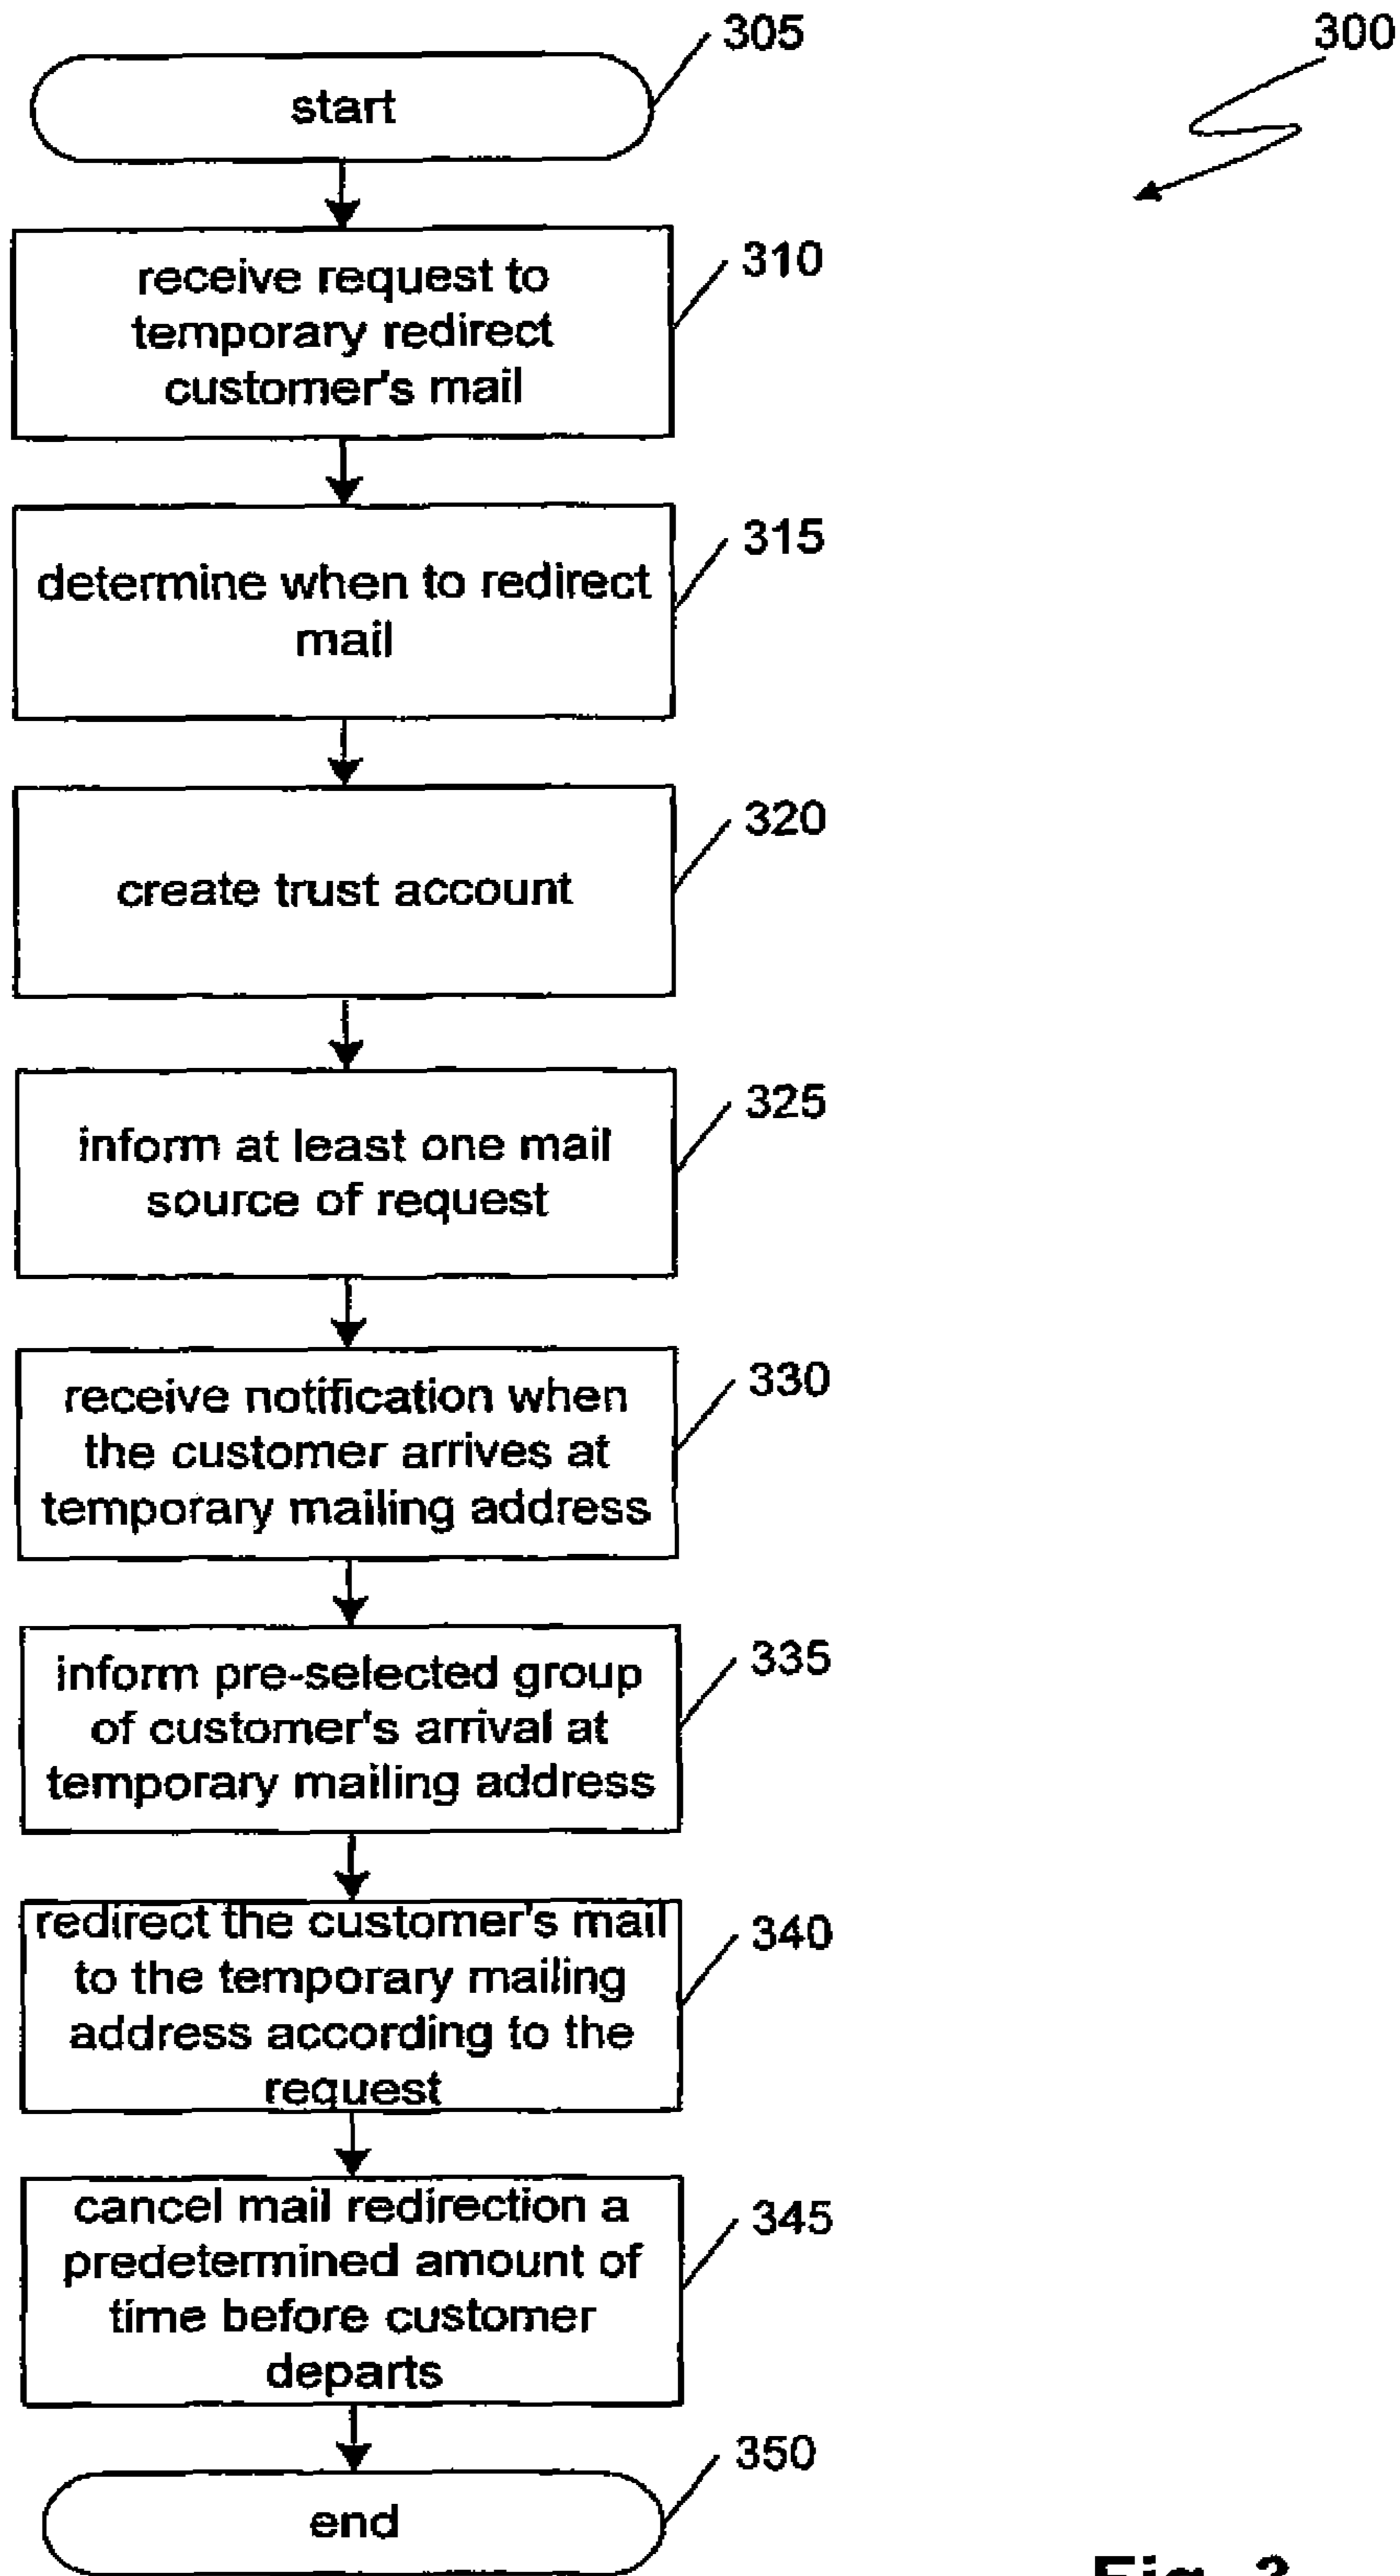 305
300
start
310
receive request to
temporary redirect
customer's mail
315
determine when to redirect
mail
320
create trust account
325
inform at least one mail
source of request
330
receive notification when
the customer arrives at
temporary mailing address
335
inform pre-selected group
of customer's arrival at
temporary mailing address
340
redirect the customer's mail
to the temporary mailing
address according to the
request
345
cancel mail redirection a
predetermined amount of
time before customer
departs
350
end
Fig. 3